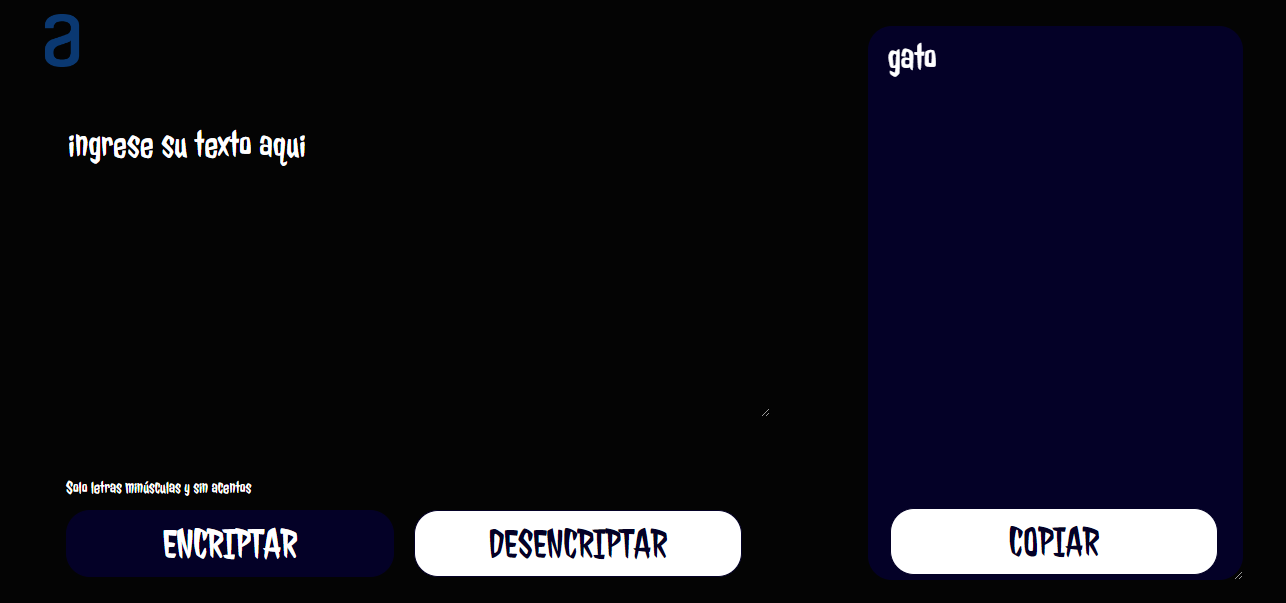 a
ingrese su texto aqui
Solo letras minúsculas y sin acentos
ENCRIPTAR
DESENCRIPTAR
gato
COPIAR